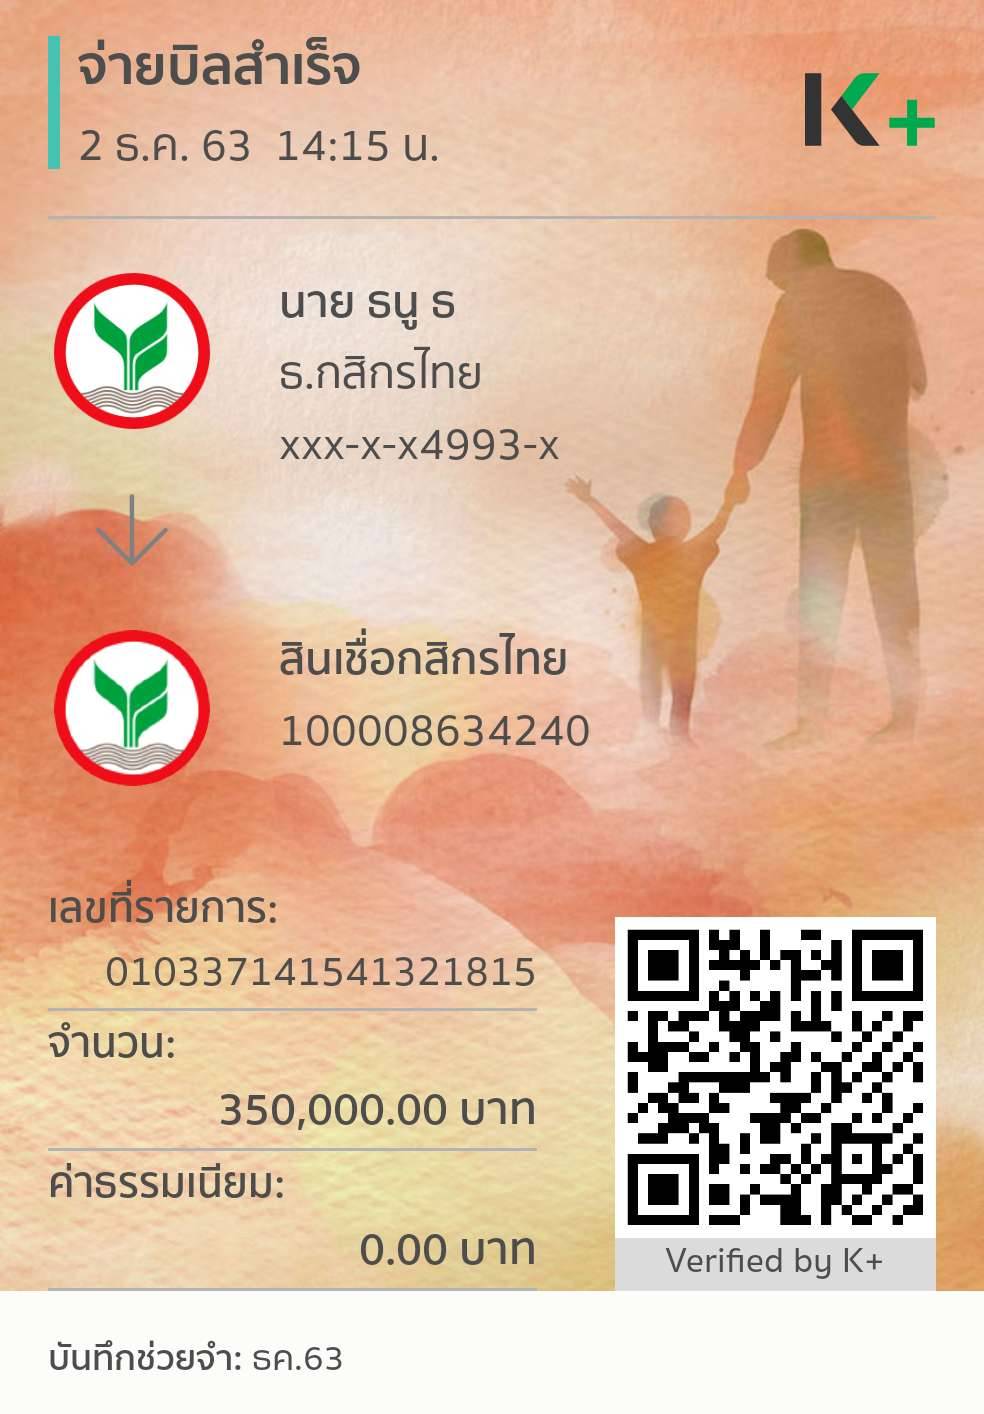 จ่ายบิลสำเร็จ
2 ธ.ค. 63 14:15 น.
K+
นาย ธนู ธ
ธ.กสิกรไทย
xxx-x-x4993-x
สินเชื่อกสิกรไทย
100008634240
เลขที่รายการ:
010337141541321815
จำนวน:
350,000.00 บาท
ค่าธรรมเนียม:
0.00 บาท
Verified by K+
บันทึกช่วยจำ: ธค.63